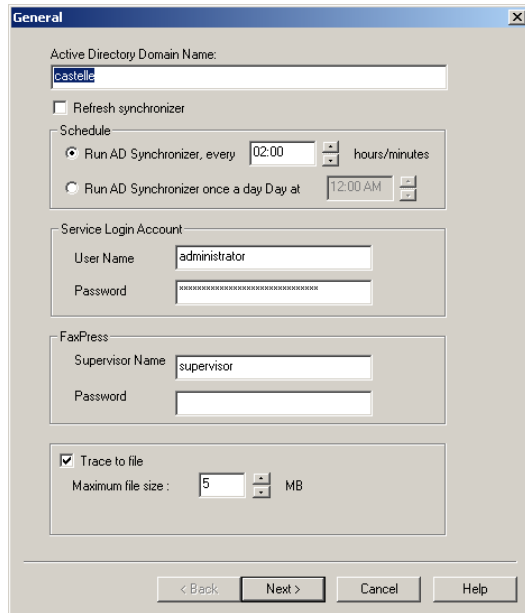 General
Active Directory Domain Name:
castelle
Refresh synchronizer
Schedule
Run AD Synchronizer, every 02:00 hours/minutes
Run AD Synchronizer once a day Day at 12:00 AM
Service Login Account
User Name administrator
Password ******************************
FaxPress
Supervisor Name supervisor
Password
Trace to file
Maximum file size : 5 MB
< Back Next > Cancel Help